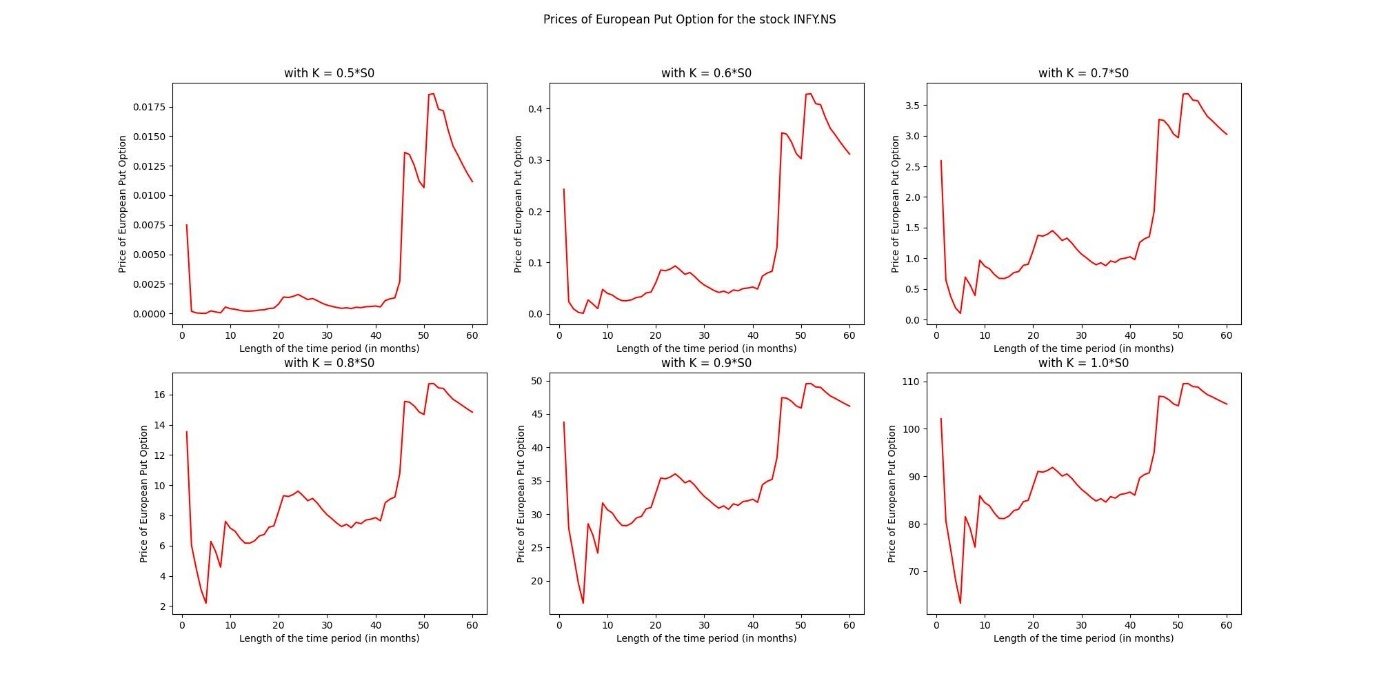 Prices of European Put Option for the stock INFY.NS
with K = 0.5*S0
Price of European Put Option
0.0175
0.0150
0.0125
0.0100
0.0075
0.0050
0.0025
0.0000
0 10 20 30 40 50 60
Length of the time period (in months)
with K = 0.6*S0
Price of European Put Option
0.4
0.3
0.2
0.1
0.0
0 10 20 30 40 50 60
Length of the time period (in months)
with K = 0.7*S0
Price of European Put Option
3.5
3.0
2.5
2.0
1.5
1.0
0.5
0.0
0 10 20 30 40 50 60
Length of the time period (in months)
with K = 0.8*S0
Price of European Put Option
16
14
12
10
8
6
4
2
0 10 20 30 40 50 60
Length of the time period (in months)
with K = 0.9*S0
Price of European Put Option
50
45
40
35
30
25
20
0 10 20 30 40 50 60
Length of the time period (in months)
with K = 1.0*S0
Price of European Put Option
110
100
90
80
70
0 10 20 30 40 50 60
Length of the time period (in months)